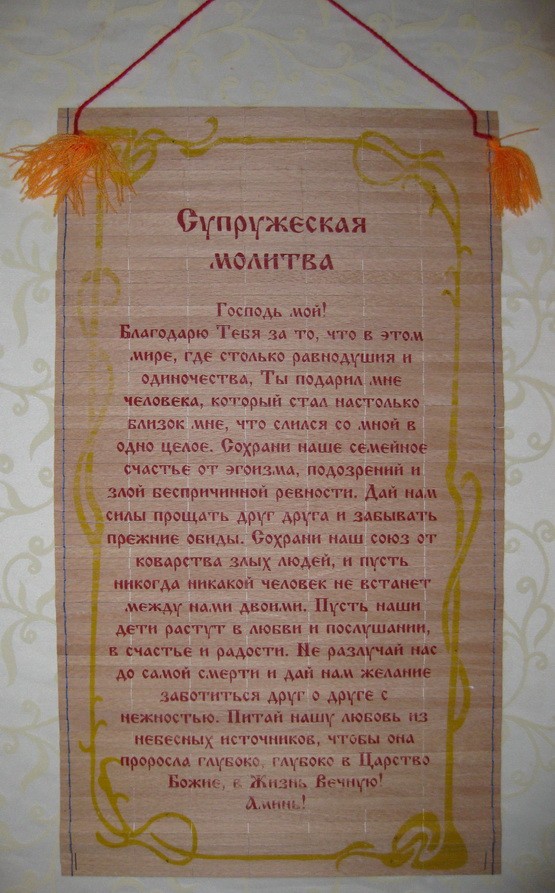 Супружеская
молитва
Господь мой!
Благодарю Тебя за то, что в этом
мире, где столько равнодушия и
одиночества, Ты подарил мне
человека, который стал настолько
близок мне, что слился со мной в
одно целое. Сохрани наше семейное
счастье от эгоизма, подозрений и
злой беспричинной ревности. Дай нам
силы прощать друг друга и забывать
прежние обиды. Сохрани наш союз от
коварства злых людей, и пусть
никогда никакой человек не встанет
между нами двоими. Пусть наши
дети растут в любви и послушании,
в счастье и радости. Не разлучай нас
до самой смерти и дай нам желание
заботиться друг о друге с
нежностью. Питай нашу любовь из
небесных источников, чтобы она
проросла глубоко, глубоко в Царство
Божие, в Жизнь Вечную!
Аминь!